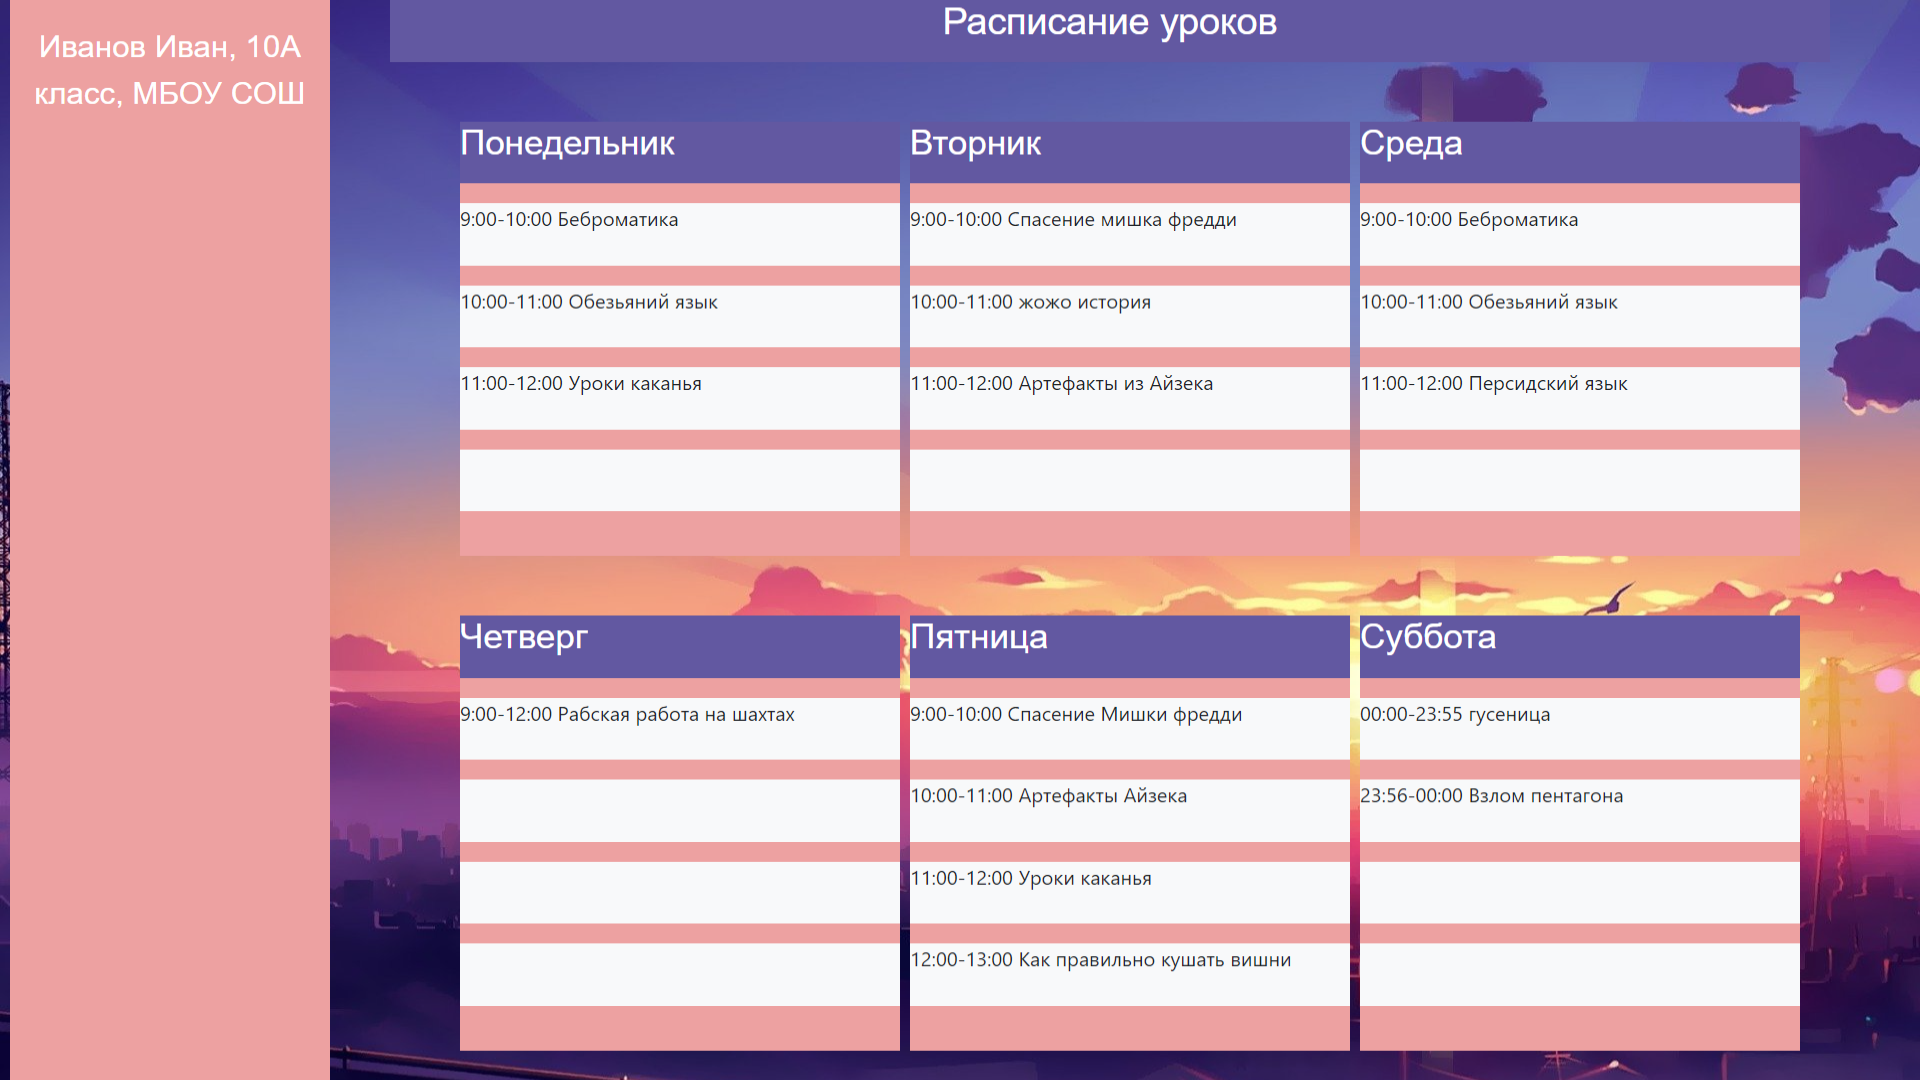 Иванов Иван, 10А
класс, МБОУ СОШ
Расписание уроков
Понедельник
9:00-10:00 Беброматика
10:00-11:00 Обезьяний язык
11:00-12:00 Уроки каканья
Вторник
9:00-10:00 Спасение мишка фредди
10:00-11:00 жожо история
11:00-12:00 Артефакты из Айзека
Среда
9:00-10:00 Беброматика
10:00-11:00 Обезьяний язык
11:00-12:00 Персидский язык
Четверг
9:00-12:00 Рабская работа на шахтах
Пятница
9:00-10:00 Спасение Мишки фредди
10:00-11:00 Артефакты Айзека
11:00-12:00 Уроки каканья
12:00-13:00 Как правильно кушать вишни
Суббота
00:00-23:55 гусеница
23:56-00:00 Взлом пентагона